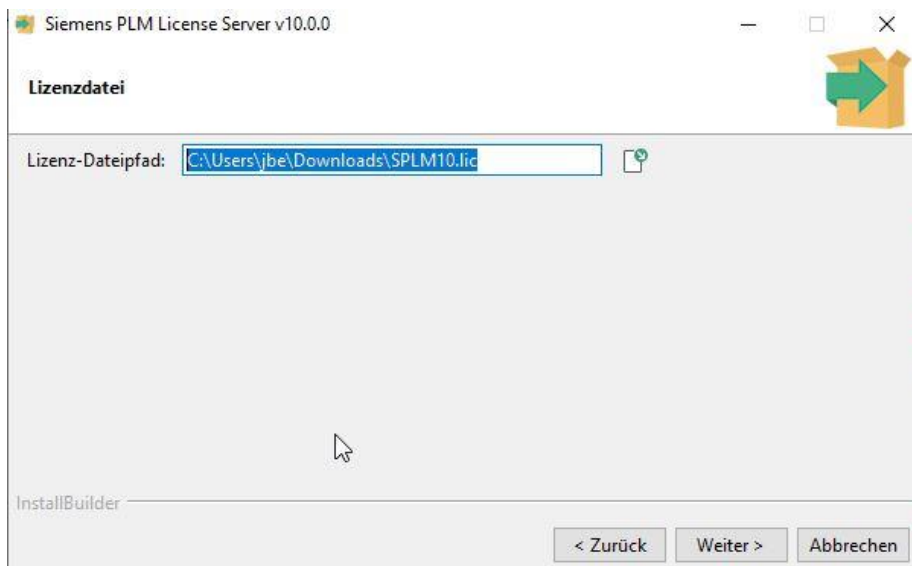 Siemens PLM License Server v10.0.0
Lizenzdatei
Lizenz-Dateipfad: C:\Users\jbe\Downloads\SPLM10.lic
InstallBuilder
< Zurück Weiter > Abbrechen